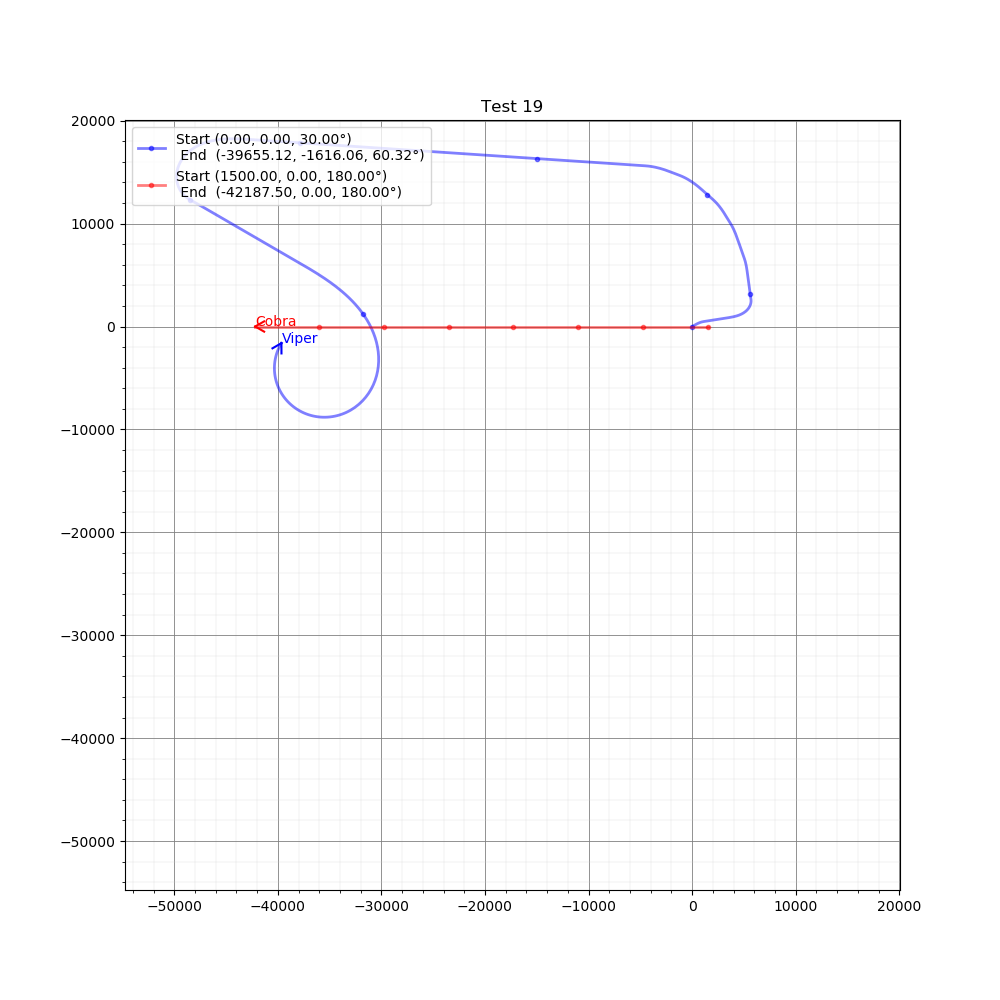 Test 19
20000
10000
0
−10000
−20000
−30000
−40000
−50000
Start (0.00, 0.00, 30.00°)
End (-39655.12, -1616.06, 60.32°)
Start (1500.00, 0.00, 180.00°)
End (-42187.50, 0.00, 180.00°)
Cobra
Viper
−50000 −40000 −30000 −20000 −10000 0 10000 20000